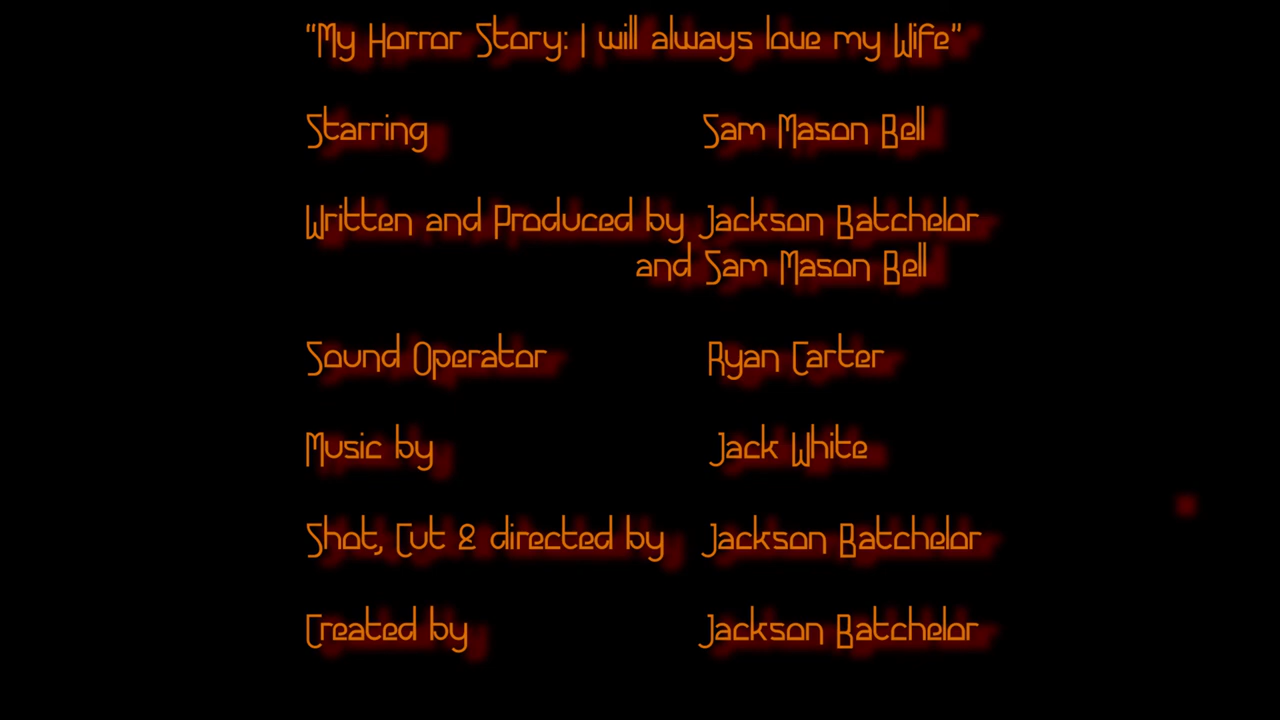 “My Horror Story: I will always love my Wife”
Starring Sam Mason Bell
Written and Produced by Jackson Batchelor
and Sam Mason Bell
Sound Operator Ryan Carter
Music by Jack White
Shot, Cut & directed by Jackson Batchelor
Created by Jackson Batchelor